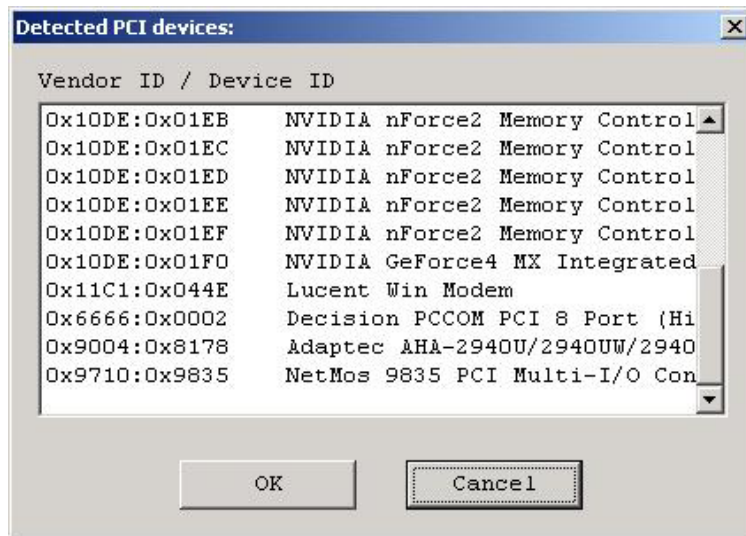 Detected PCI devices:
Vendor ID / Device ID
0x10DE:0x01EB NVIDIA nForce2 Memory Control
0x10DE:0x01EC NVIDIA nForce2 Memory Control
0x10DE:0x01ED NVIDIA nForce2 Memory Control
0x10DE:0x01EE NVIDIA nForce2 Memory Control
0x10DE:0x01EF NVIDIA nForce2 Memory Control
0x10DE:0x01F0 NVIDIA GeForce4 MX Integrated
0x11C1:0x044E Lucent Win Modem
0x6666:0x0002 Decision PCCOM PCI 8 Port (Hi
0x9004:0x8178 Adaptec AHA-2940U/2940UW/2940
0x9710:0x9835 NetMos 9835 PCI Multi-I/O Con
OK Cancel